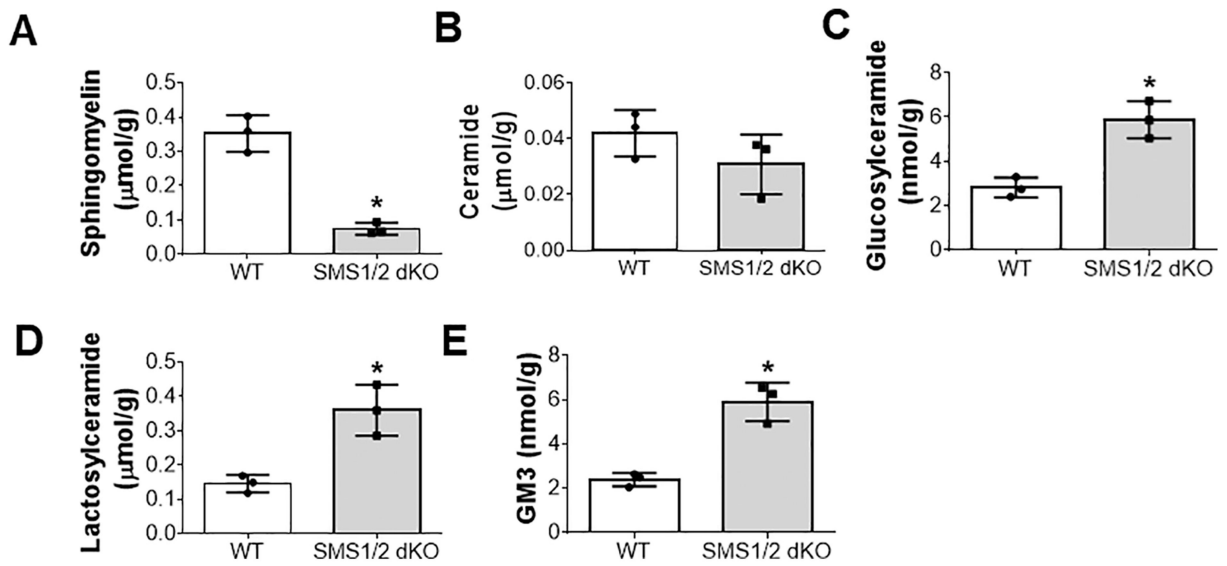 A
Sphingomyelin
(μmol/g)
0.5
0.4
0.3
0.2
0.1
0.0
*
WT
SMS1/2 dKO
B
Ceramide
(μmol/g)
0.06
0.04
0.02
0.00
WT
SMS1/2 dKO
C
Glucosylceramide
(nmol/g)
8
6
4
2
0
*
WT
SMS1/2 dKO
D
Lactosylceramide
(μmol/g)
0.5
0.4
0.3
0.2
0.1
0.0
*
WT
SMS1/2 dKO
E
GM3 (nmol/g)
8
6
4
2
0
*
WT
SMS1/2 dKO